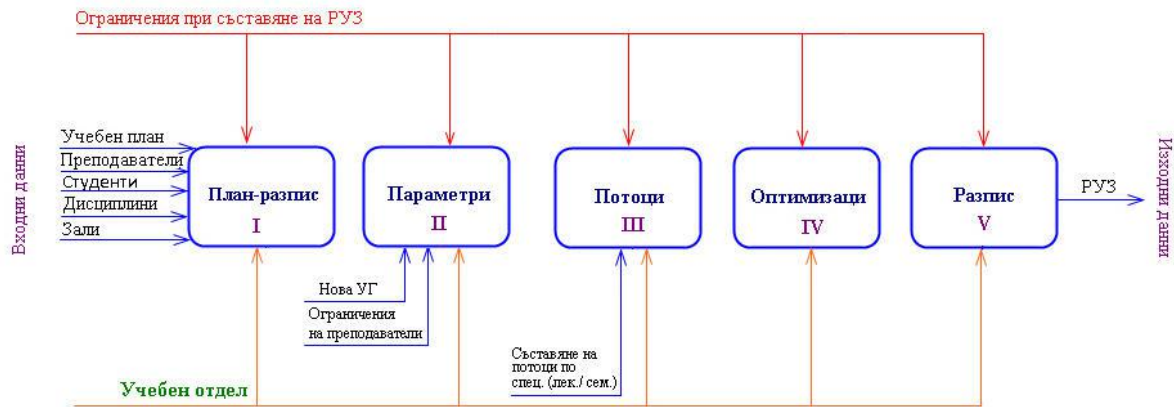 Ограничения при съставяне на РУЗ
Входни данни
Учебен план
Преподаватели
Студенти
Дисциплини
Зали
План-разпис
I
Параметри
II
Потоци
III
Оптимизаци
IV
Разпис
V
РУЗ
Изходни данни
Нова УГ
Ограничения
на преподаватели
Съставяне на
потоци по
спец. (лек./ сем.)
Учебен отдел